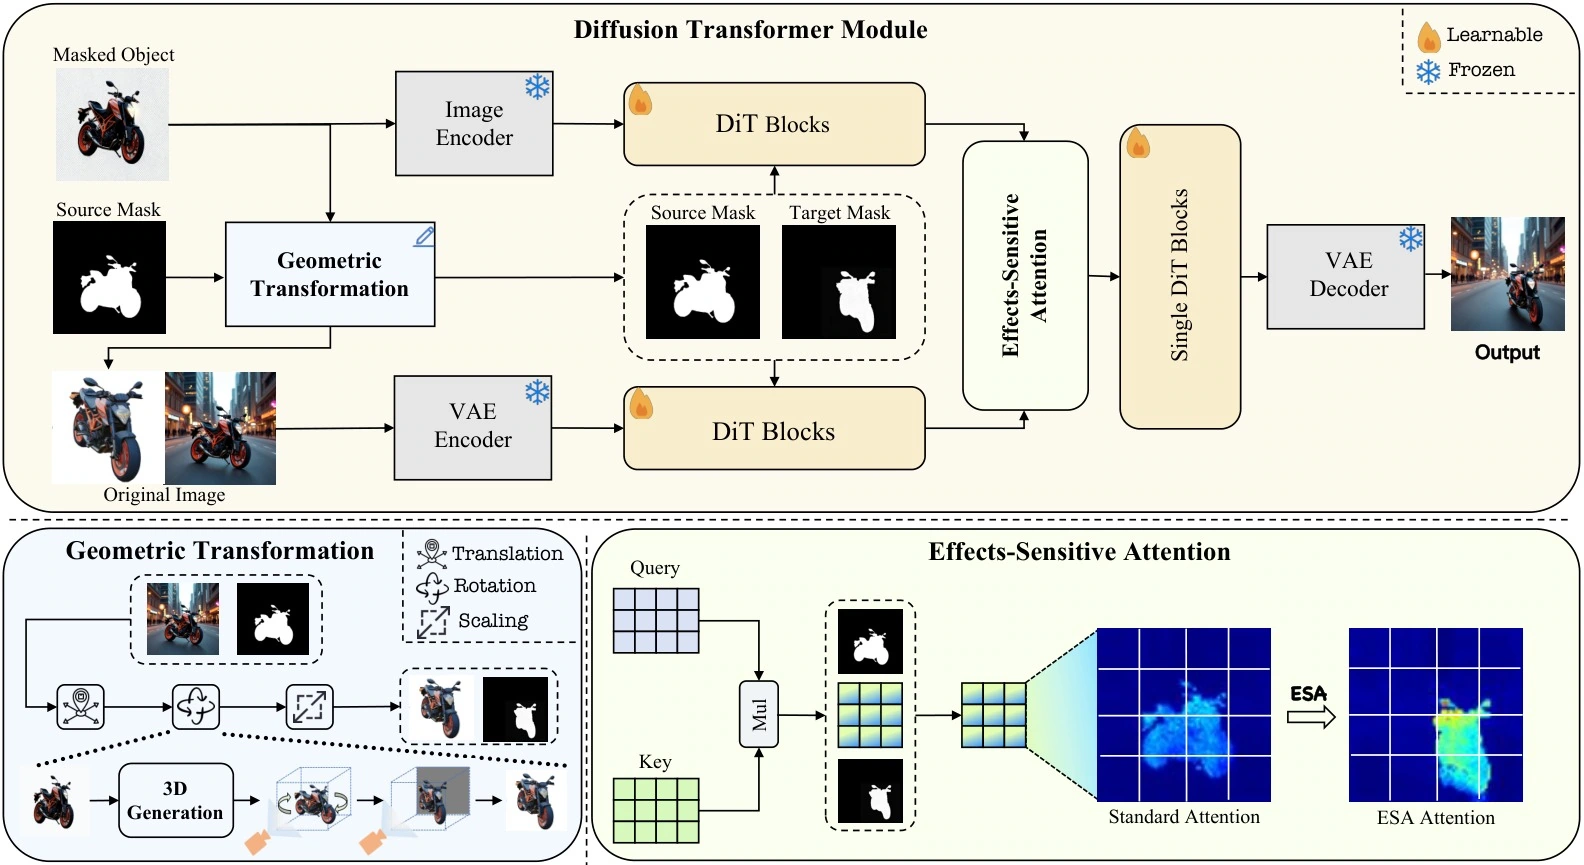 Diffusion Transformer Module
Learnable
Frozen
Masked Object
Image
Encoder
DiT Blocks
Source Mask
Geometric
Transformation
Source Mask
Target Mask
Effects-Sensitive
Attention
Single DiT Blocks
VAE
Decoder
Output
VAE
Encoder
DiT Blocks
Original Image
Geometric Transformation
Translation
Rotation
Scaling
3D
Generation
Effects-Sensitive Attention
Query
Key
Mul
ESA
Standard Attention
ESA Attention